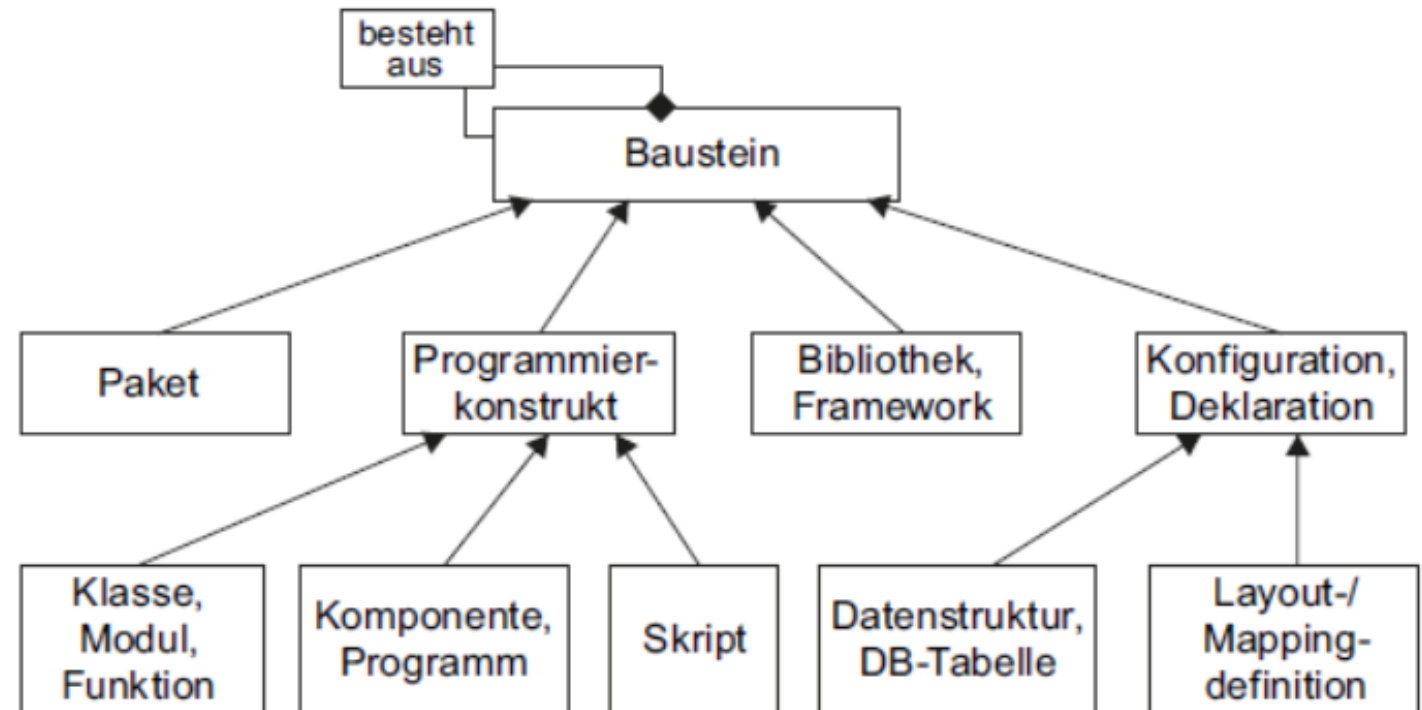 besteht
aus
Baustein
Paket
Programmier-
konstrukt
Bibliothek,
Framework
Konfiguration,
Deklaration
Klasse,
Modul,
Funktion
Komponente,
Programm
Skript
Datenstruktur,
DB-Tabelle
Layout-/
Mapping-
definition